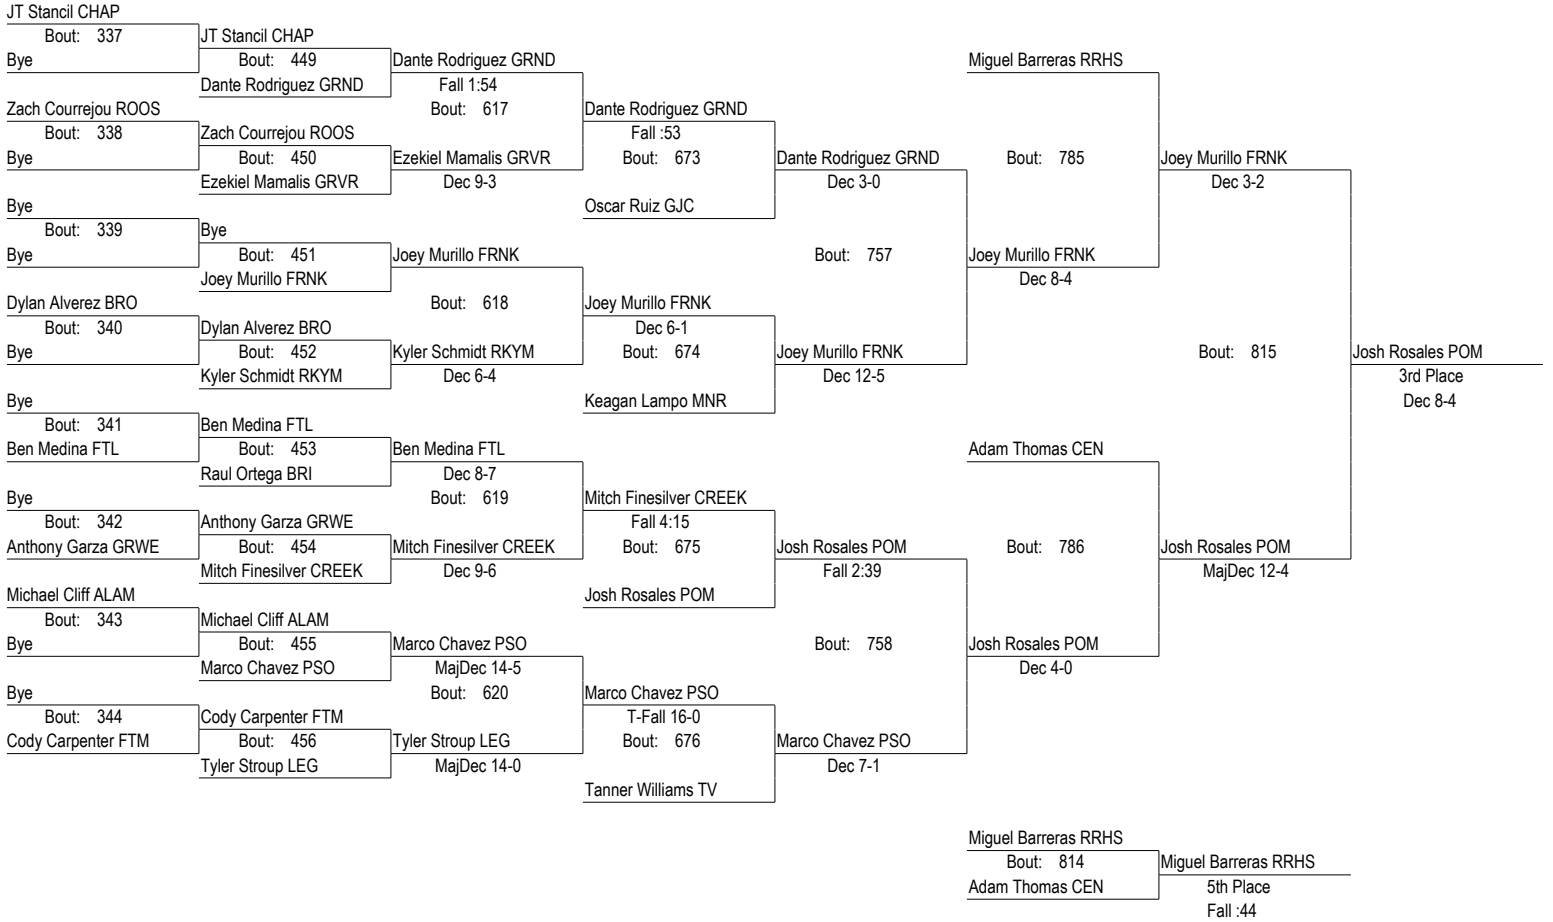 JT Stancil CHAP
Bout: 337
Bye
Zach Courrejou ROOS
Bout: 338
Bye
Bye
Bout: 339
Bye
Dylan Alverez BRO
Bout: 340
Bye
Bye
Bout: 341
Ben Medina FTL
Bye
Bout: 342
Anthony Garza GRWE
Michael Cliff ALAM
Bout: 343
Bye
Bye
Bout: 344
Cody Carpenter FTM
JT Stancil CHAP
Bout: 449
Dante Rodriguez GRND
Zach Courrejou ROOS
Bout: 450
Ezekiel Mamalis GRVR
Bye
Bout: 451
Joey Murillo FRNK
Dylan Alverez BRO
Bout: 452
Kyler Schmidt RKYM
Ben Medina FTL
Bout: 453
Raul Ortega BRI
Anthony Garza GRWE
Bout: 454
Mitch Finesilver CREEK
Michael Cliff ALAM
Bout: 455
Marco Chavez PSO
Cody Carpenter FTM
Bout: 456
Tyler Stroup LEG
Dante Rodriguez GRND
Fall 1:54
Bout: 617
Ezekiel Mamalis GRVR
Dec 9-3
Joey Murillo FRNK
Bout: 618
Kyler Schmidt RKYM
Dec 6-4
Ben Medina FTL
Dec 8-7
Bout: 619
Mitch Finesilver CREEK
Dec 9-6
Marco Chavez PSO
MajDec 14-5
Bout: 620
Tyler Stroup LEG
MajDec 14-0
Dante Rodriguez GRND
Fall :53
Bout: 673
Oscar Ruiz GJC
Joey Murillo FRNK
Dec 6-1
Bout: 674
Keagan Lampo MNR
Mitch Finesilver CREEK
Fall 4:15
Bout: 675
Josh Rosales POM
Marco Chavez PSO
T-Fall 16-0
Bout: 676
Tanner Williams TV
Dante Rodriguez GRND
Dec 3-0
Bout: 757
Joey Murillo FRNK
Dec 12-5
Josh Rosales POM
Fall 2:39
Bout: 758
Marco Chavez PSO
Dec 7-1
Miguel Barreras RRHS
Bout: 785
Joey Murillo FRNK
Dec 8-4
Adam Thomas CEN
Bout: 786
Josh Rosales POM
Dec 4-0
Joey Murillo FRNK
Dec 3-2
Bout: 815
Josh Rosales POM
MajDec 12-4
Josh Rosales POM
3rd Place
Dec 8-4
Miguel Barreras RRHS
Bout: 814
Adam Thomas CEN
Miguel Barreras RRHS
5th Place
Fall :44